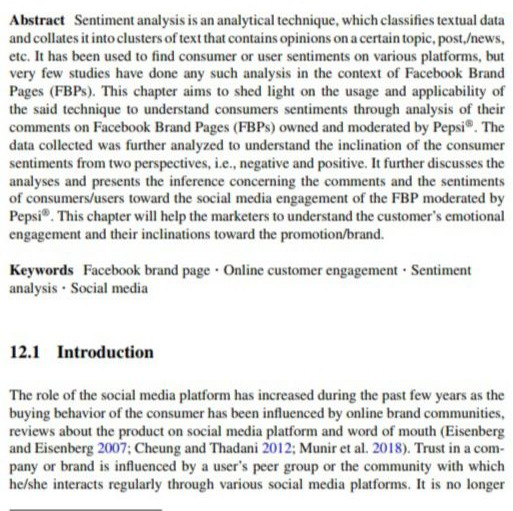 Abstract Sentiment analysis is an analytical technique, which classifies textual data
and collates it into clusters of text that contains opinions on a certain topic, post,/news,
etc. It has been used to find consumer or user sentiments on various platforms, but
very few studies have done any such analysis in the context of Facebook Brand
Pages (FBPs). This chapter aims to shed light on the usage and applicability of
the said technique to understand consumers sentiments through analysis of their
comments on Facebook Brand Pages (FBPs) owned and moderated by Pepsi®. The
data collected was further analyzed to understand the inclination of the consumer
sentiments from two perspectives, i.e., negative and positive. It further discusses the
analyses and presents the inference concerning the comments and the sentiments
of consumers/users toward the social media engagement of the FBP moderated by
Pepsi®. This chapter will help the marketers to understand the customer's emotional
engagement and their inclinations toward the promotion/brand.
Keywords Facebook brand page · Online customer engagement · Sentiment
analysis · Social media
12.1 Introduction
The role of the social media platform has increased during the past few years as the
buying behavior of the consumer has been influenced by online brand communities,
reviews about the product on social media platform and word of mouth (Eisenberg
and Eisenberg 2007; Cheung and Thadani 2012; Munir et al. 2018). Trust in a com-
pany or brand is influenced by a user's peer group or the community with which
he/she interacts regularly through various social media platforms. It is no longer